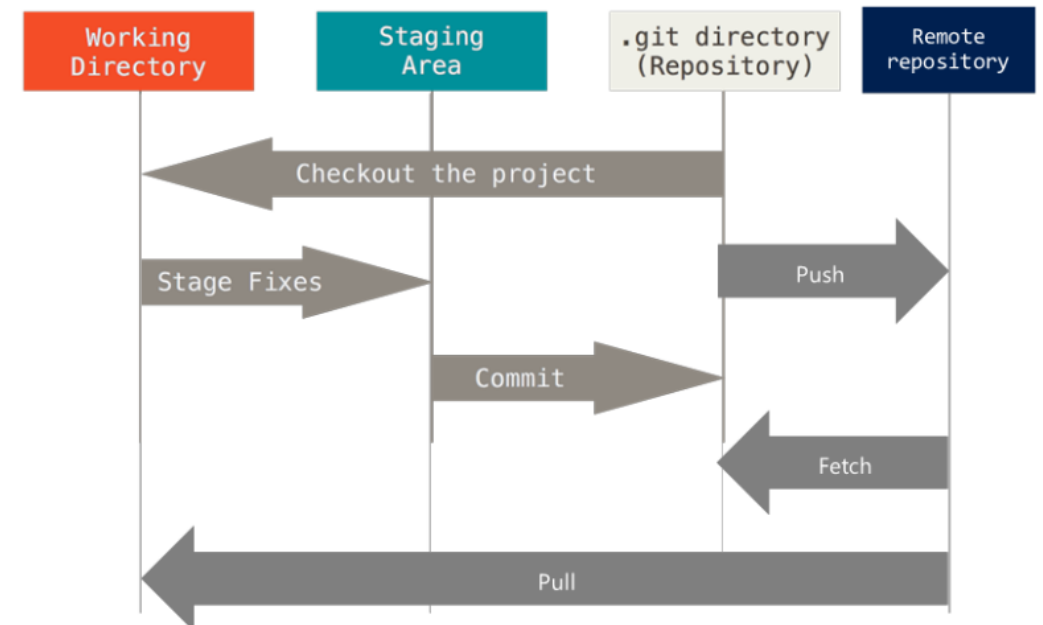 Working
Directory
Staging
Area
.git directory
(Repository)
Remote
repository
Checkout the project
Stage Fixes
Push
Commit
Fetch
Pull